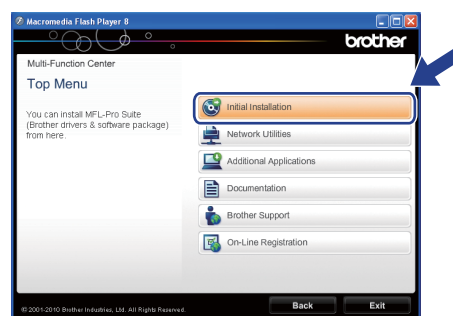 Macromedia Flash Player 8
brother
Multi-Function Center
Top Menu
You can install MFL-Pro Suite
(Brother drivers & software package)
from here.
Initial Installation
Network Utilities
Additional Applications
Documentation
Brother Support
On-Line Registration
© 2001-2010 Brother Industries, Ltd. All Rights Reserved.
Back
Exit